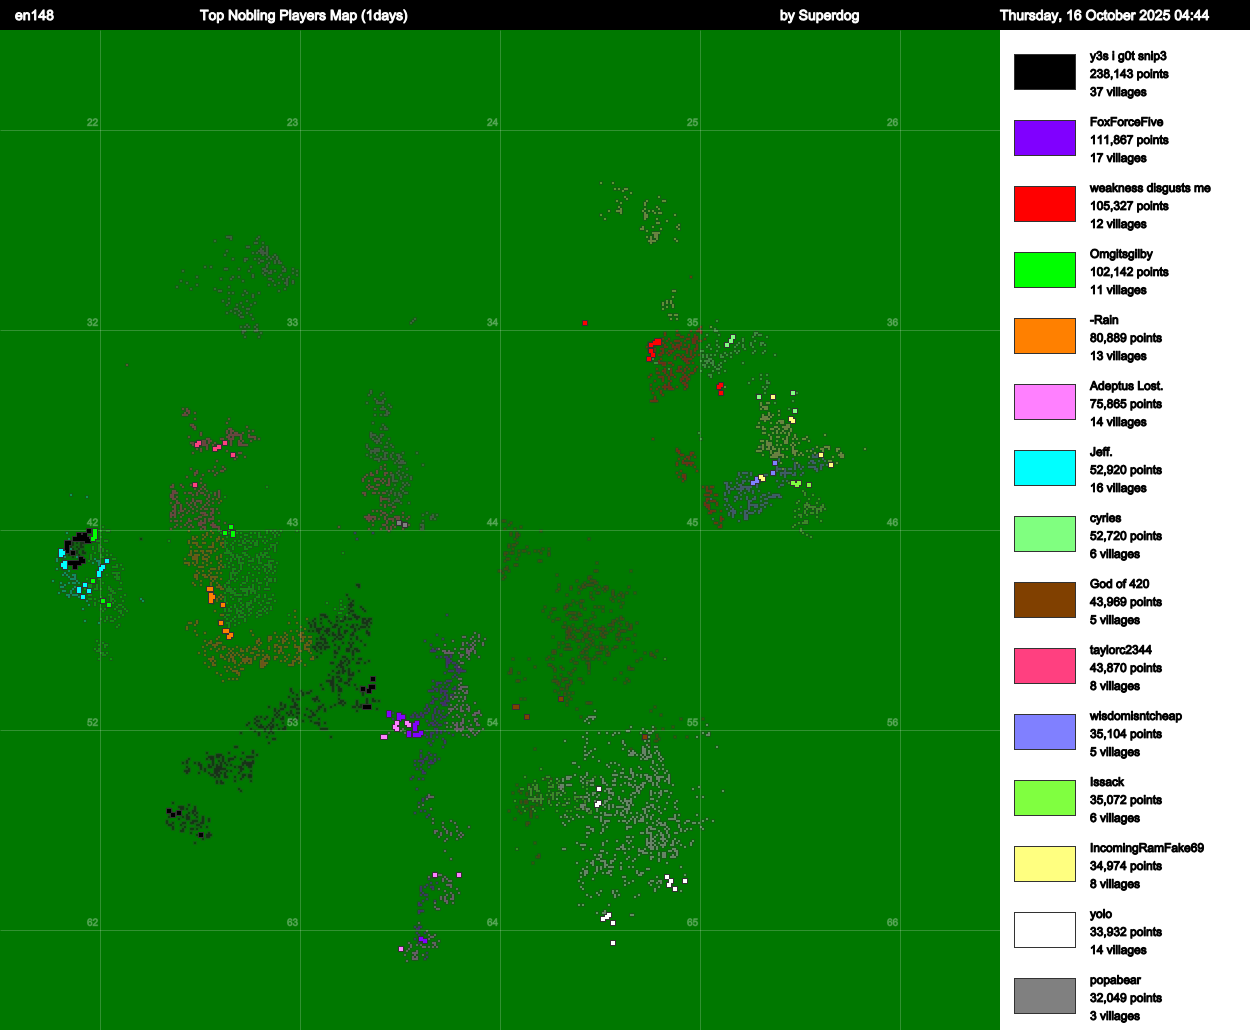 en148 Top Nobling Players Map (1days) by Superdog Thursday, 16 October 2025 04:44
y3s i g0t snip3
238,143 points
37 villages
FoxForceFive
111,867 points
17 villages
22 23 24 25 26
weakness disgusts me
105,327 points
12 villages
Omgitsgilby
102,142 points
11 villages
32 33 34 35 36
-Rain
80,889 points
13 villages
Adeptus Lost.
75,865 points
14 villages
Jeff.
52,920 points
16 villages
42 43 44 45 46
cyries
52,720 points
6 villages
God of 420
43,969 points
5 villages
taylorc2344
43,870 points
8 villages
wisdomisntcheap
35,104 points
5 villages
52 53 54 55 56
Issack
35,072 points
6 villages
IncomingRamFake69
34,974 points
8 villages
yolo
33,932 points
14 villages
62 63 64 65 66
popabear
32,049 points
3 villages